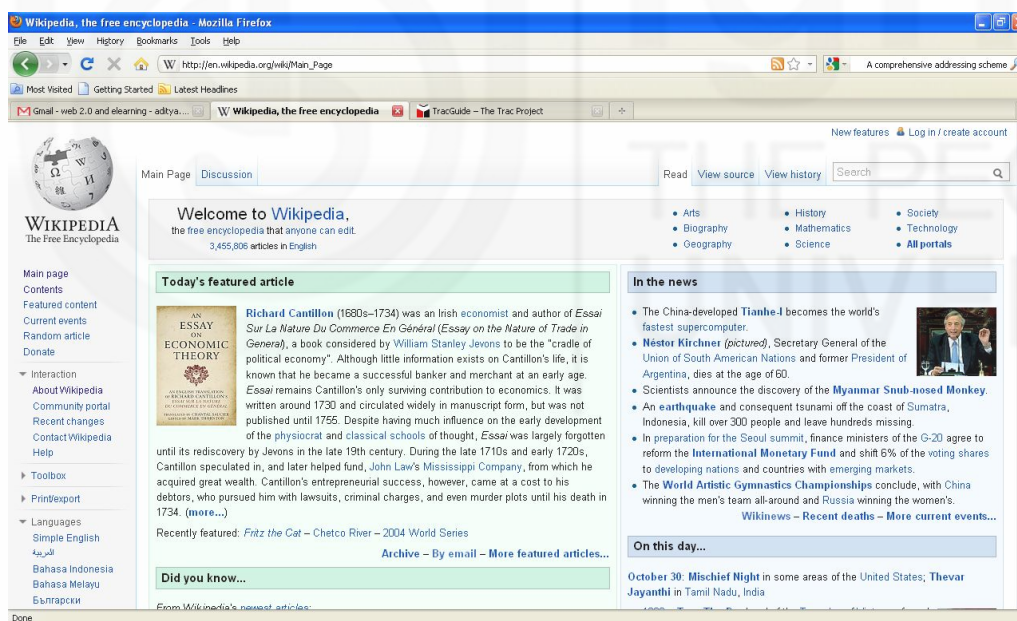 Wikipedia, the free encyclopedia - Mozilla Firefox
File Edit View History Bookmarks Tools Help
W http://en.wikipedia.org/wiki/Main_Page A comprehensive addressing scheme
Most Visited Getting Started Latest Headlines
Gmail - web 2.0 and elearning - aditya.... W Wikipedia, the free encyclopedia TracGuide – The Trac Project
New features Log in / create account
Main Page Discussion Read View source View history Search
WIKIPEDIA
The Free Encyclopedia
Main page
Contents
Featured content
Current events
Random article
Donate
Interaction
About Wikipedia
Community portal
Recent changes
Contact Wikipedia
Help
Toolbox
Print/export
Languages
Simple English
العربية
Bahasa Indonesia
Bahasa Melayu
Български
Welcome to Wikipedia,
the free encyclopedia that anyone can edit.
3,455,806 articles in English
• Arts
• Biography
• Geography
• History
• Mathematics
• Science
• Society
• Technology
• All portals
Today's featured article
AN
ESSAY
ON
ECONOMIC
THEORY
Richard Cantillon (1680s–1734) was an Irish economist and author of Essai
Sur La Nature Du Commerce En Général (Essay on the Nature of Trade in
General), a book considered by William Stanley Jevons to be the "cradle of
political economy". Although little information exists on Cantillon's life, it is
known that he became a successful banker and merchant at an early age.
Essai remains Cantillon's only surviving contribution to economics. It was
written around 1730 and circulated widely in manuscript form, but was not
published until 1755. Despite having much influence on the early development
of the physiocrat and classical schools of thought, Essai was largely forgotten
until its rediscovery by Jevons in the late 19th century. During the late 1710s and early 1720s,
Cantillon speculated in, and later helped fund, John Law's Mississippi Company, from which he
acquired great wealth. Cantillon's entrepreneurial success, however, came at a cost to his
debtors, who pursued him with lawsuits, criminal charges, and even murder plots until his death in
1734. (more...)
Recently featured: Fritz the Cat – Chetco River – 2004 World Series
Archive – By email – More featured articles...
Did you know...
From Wikipedia's newest articles:
In the news
• The China-developed Tianhe-I becomes the world's
fastest supercomputer.
• Néstor Kirchner (pictured), Secretary General of the
Union of South American Nations and former President of
Argentina, dies at the age of 60.
• Scientists announce the discovery of the Myanmar Snub-nosed Monkey.
• An earthquake and consequent tsunami off the coast of Sumatra,
Indonesia, kill over 300 people and leave hundreds missing.
• In preparation for the Seoul summit, finance ministers of the G-20 agree to
reform the International Monetary Fund and shift 6% of the voting shares
to developing nations and countries with emerging markets.
• The World Artistic Gymnastics Championships conclude, with China
winning the men's team all-around and Russia winning the women's.
Wikinews – Recent deaths – More current events...
On this day...
October 30: Mischief Night in some areas of the United States; Thevar
Jayanthi in Tamil Nadu, India
Done